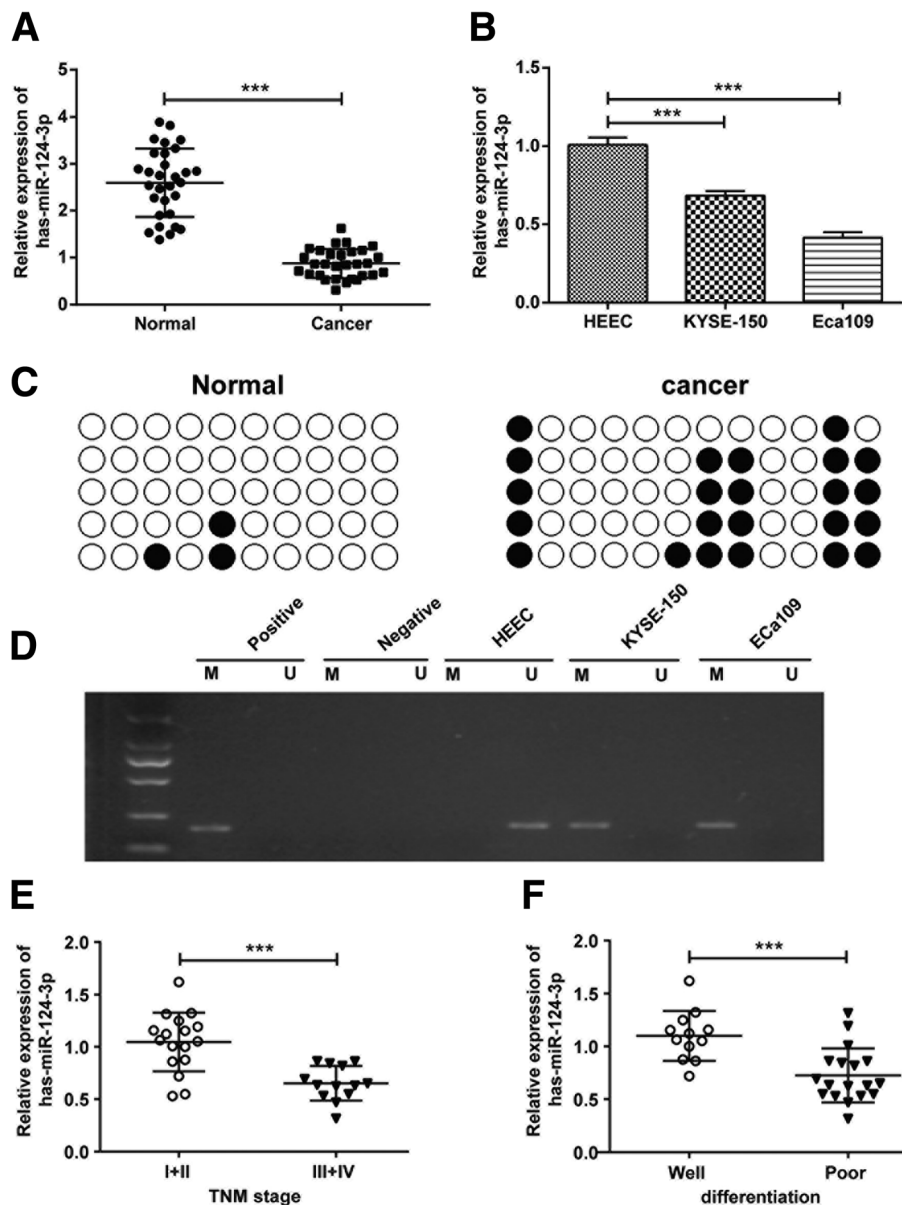 A
Relative expression of
has-miR-124-3p
5
4
3
2
1
0
***
Normal
Cancer
B
Relative expression of
has-miR-124-3p
1.5
1.0
0.5
0.0
***
***
HEEC
KYSE-150
Eca109
C
Normal
cancer
D
Positive
Negative
HEEC
KYSE-150
ECa109
M U M U M U M U M U
E
Relative expression of
has-miR-124-3p
2.0
1.5
1.0
0.5
0.0
***
I+II
III+IV
TNM stage
F
Relative expression of
has-miR-124-3p
2.0
1.5
1.0
0.5
0.0
***
Well
Poor
differentiation